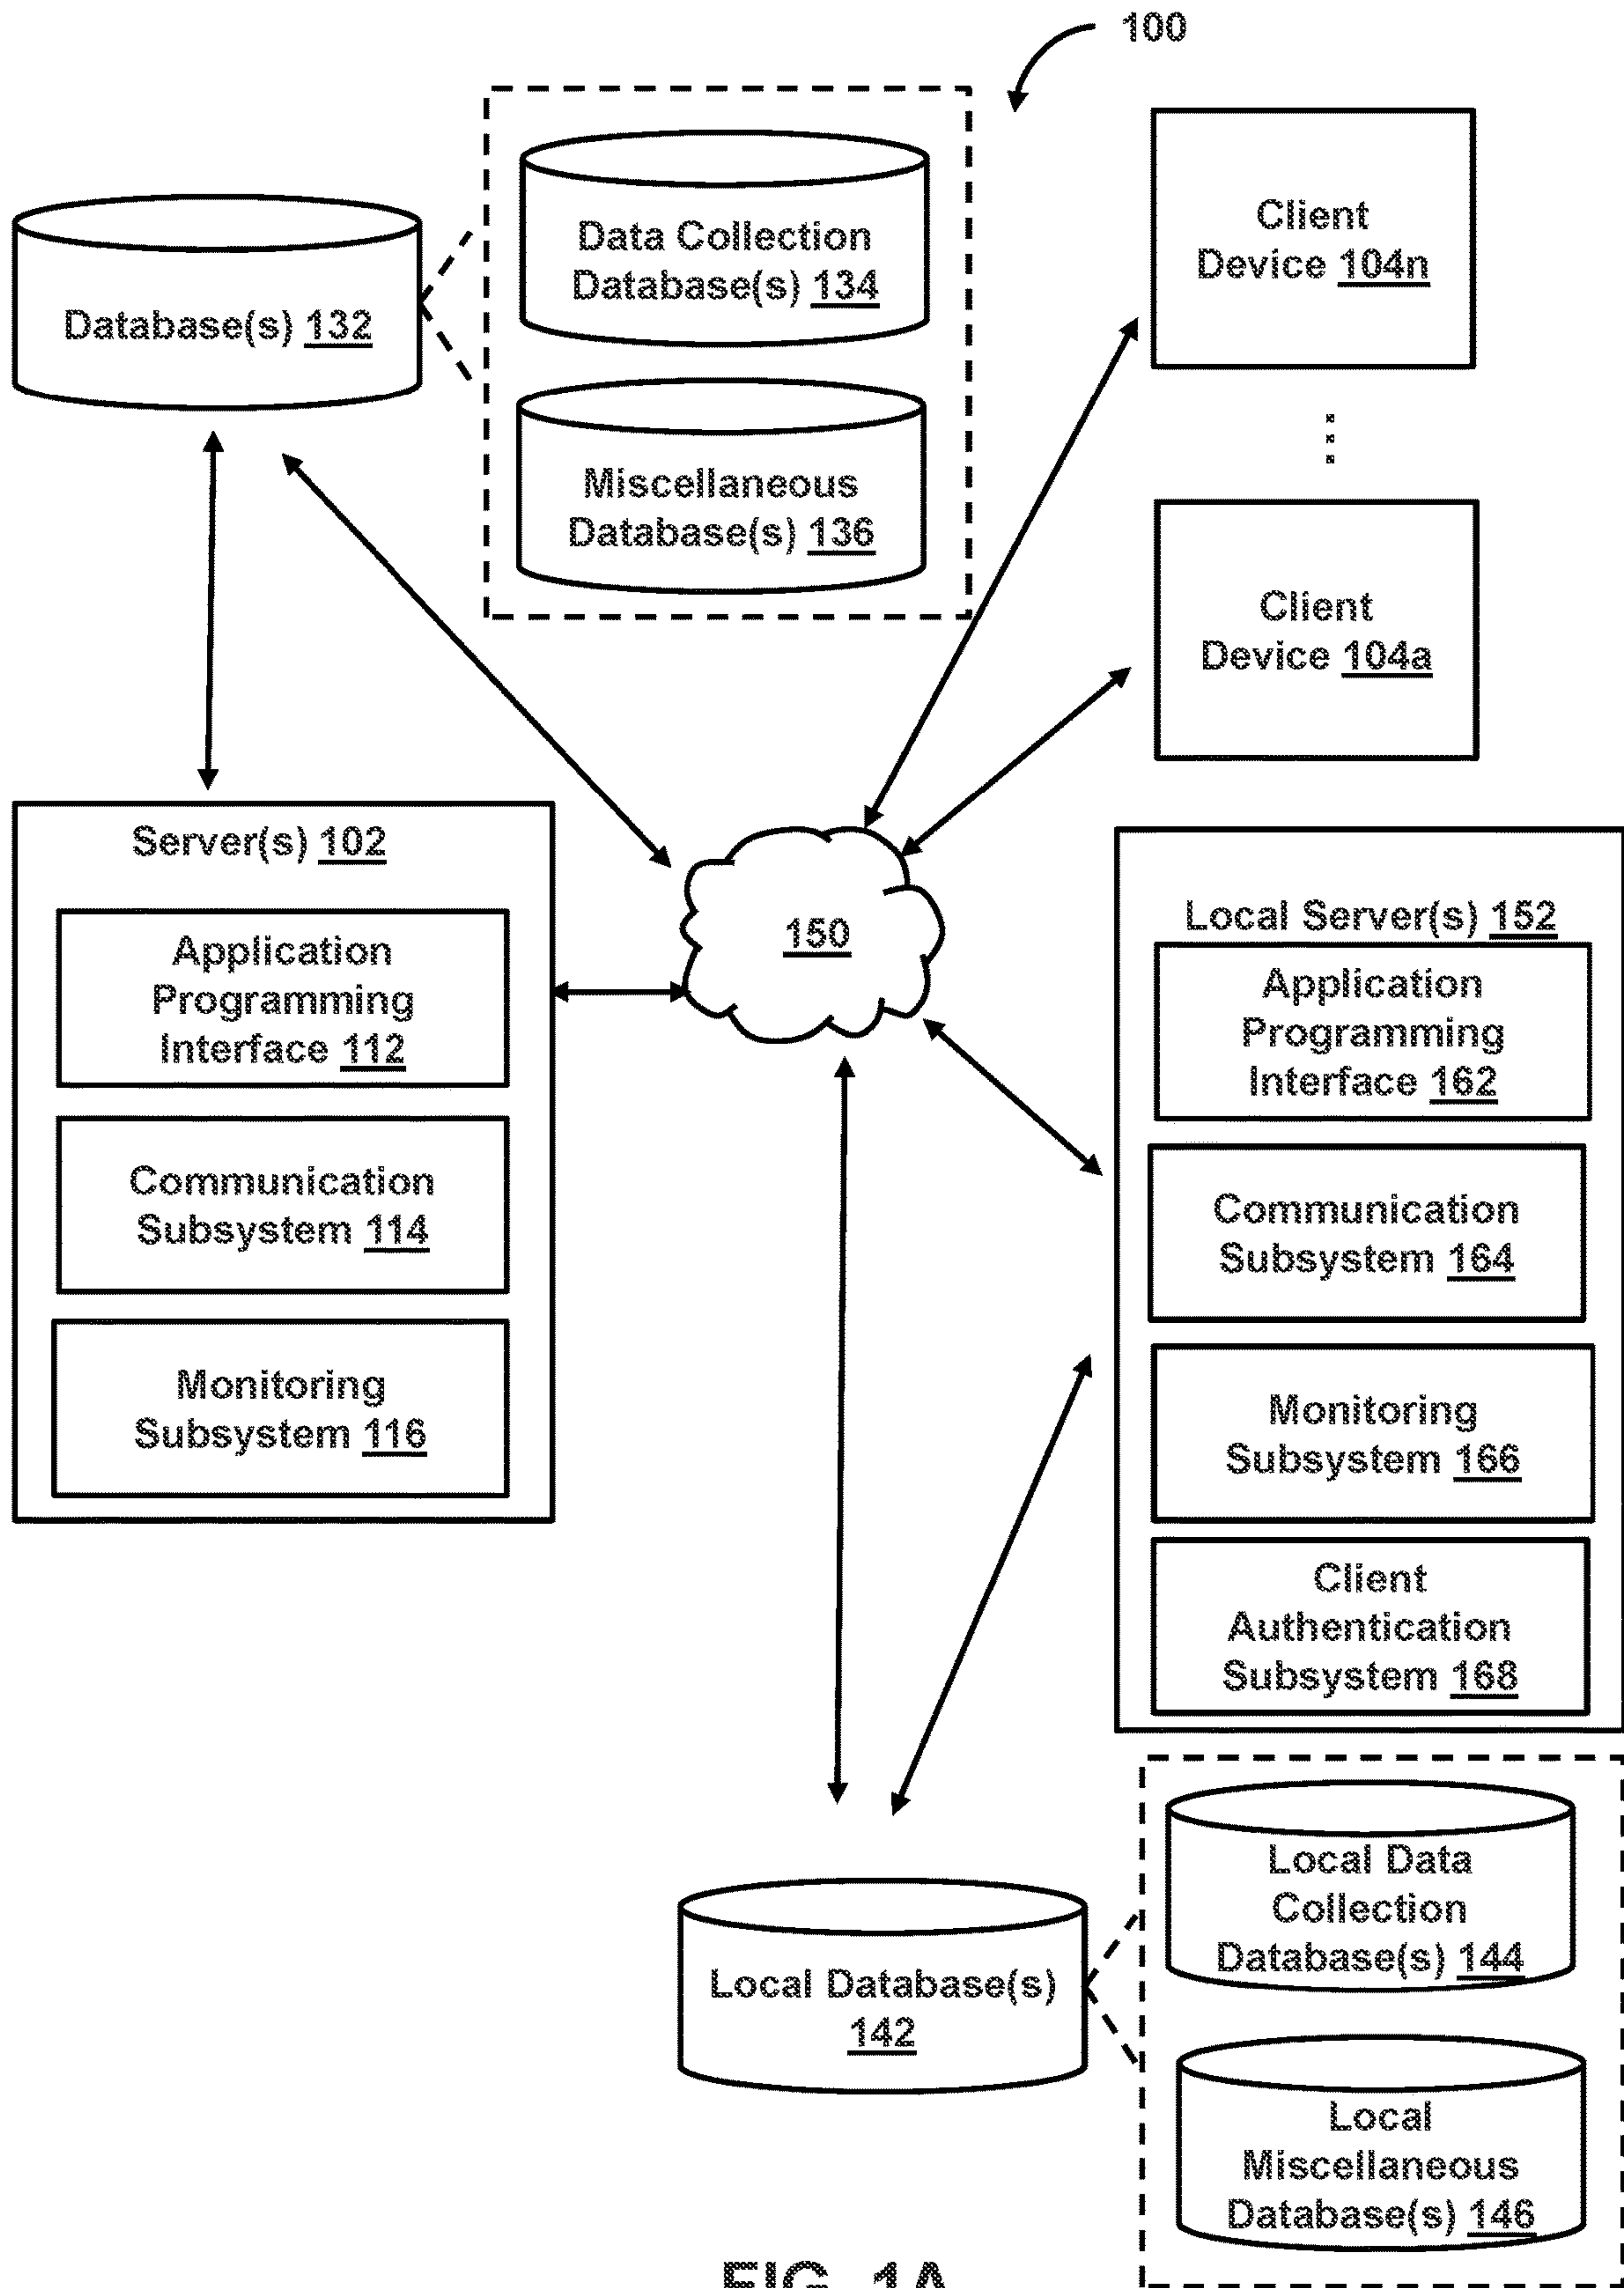 100
Database(s) 132
Data Collection
Database(s) 134
Miscellaneous
Database(s) 136
Client
Device 104n
Client
Device 104a
Server(s) 102
Application
Programming
Interface 112
Communication
Subsystem 114
Monitoring
Subsystem 116
150
Local Server(s) 152
Application
Programming
Interface 162
Communication
Subsystem 164
Monitoring
Subsystem 166
Client
Authentication
Subsystem 168
Local Database(s)
142
Local Data
Collection
Database(s) 144
Local
Miscellaneous
Database(s) 146
FIG. 1A